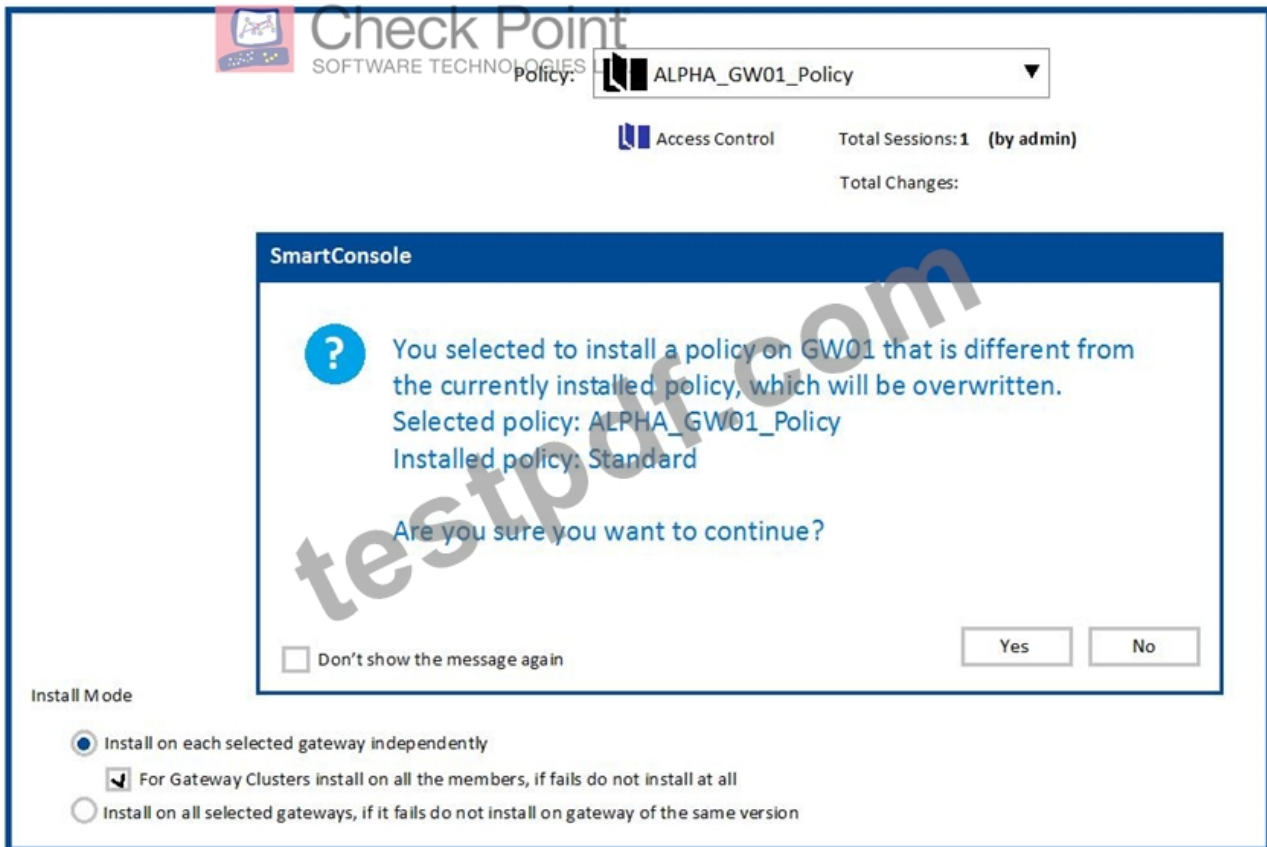 Check Point
SOFTWARE TECHNOLOGIES L
Policy: ALPHA_GW01_Policy
Access Control Total Sessions: 1 (by admin)
Total Changes:
SmartConsole
?
You selected to install a policy on GW01 that is different from
the currently installed policy, which will be overwritten.
Selected policy: ALPHA_GW01_Policy
Installed policy: Standard
Are you sure you want to continue?
testpdf.com
Don't show the message again
Yes No
Install Mode
Install on each selected gateway independently
For Gateway Clusters install on all the members, if fails do not install at all
Install on all selected gateways, if it fails do not install on gateway of the same version